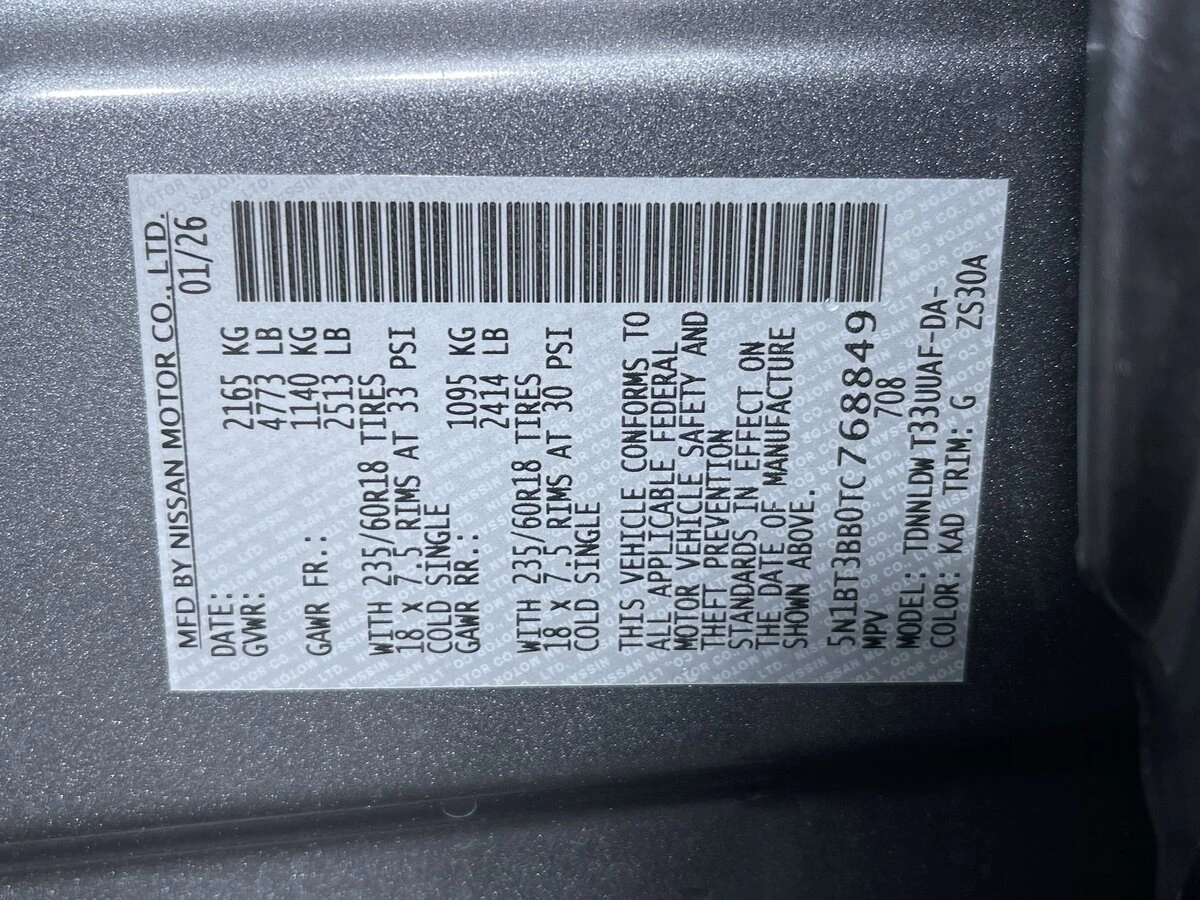 MFD BY NISSAN MOTOR CO., LTD.
DATE: 01/26
GVWR: 2165 KG
4773 LB
GAWR FR.: 1140 KG
2513 LB
WITH 235/60R18 TIRES
18 X 7.5 RIMS AT 33 PSI
COLD SINGLE
GAWR RR.: 1095 KG
2414 LB
WITH 235/60R18 TIRES
18 X 7.5 RIMS AT 30 PSI
COLD SINGLE
THIS VEHICLE CONFORMS TO
ALL APPLICABLE FEDERAL
MOTOR VEHICLE SAFETY AND
THEFT PREVENTION
STANDARDS IN EFFECT ON
THE DATE OF MANUFACTURE
SHOWN ABOVE.
5N1BT3BB0TC768849
MPV 708
MODEL: TDNNLDW T33UUAF-DA-
COLOR: KAD TRIM: G ZS30A